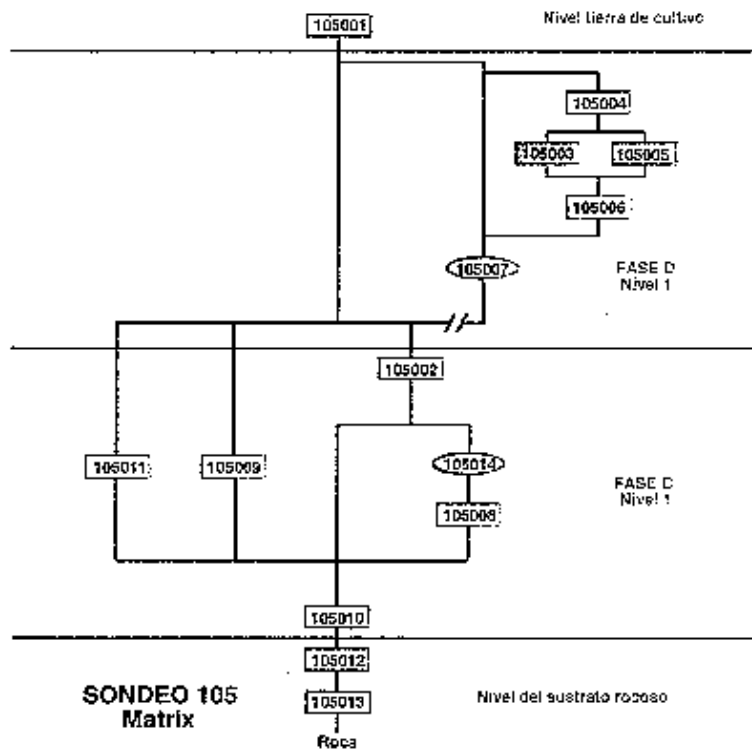 105001
Nivel tierra de cultivo
105004
105003
105005
105006
105007
FASE D
Nivel 1
105002
105011
105009
105014
FASE C
Nivel 1
105008
105010
105012
SONDEO 105
Matrix
105013
Nivel del sustrato rocoso
Roca